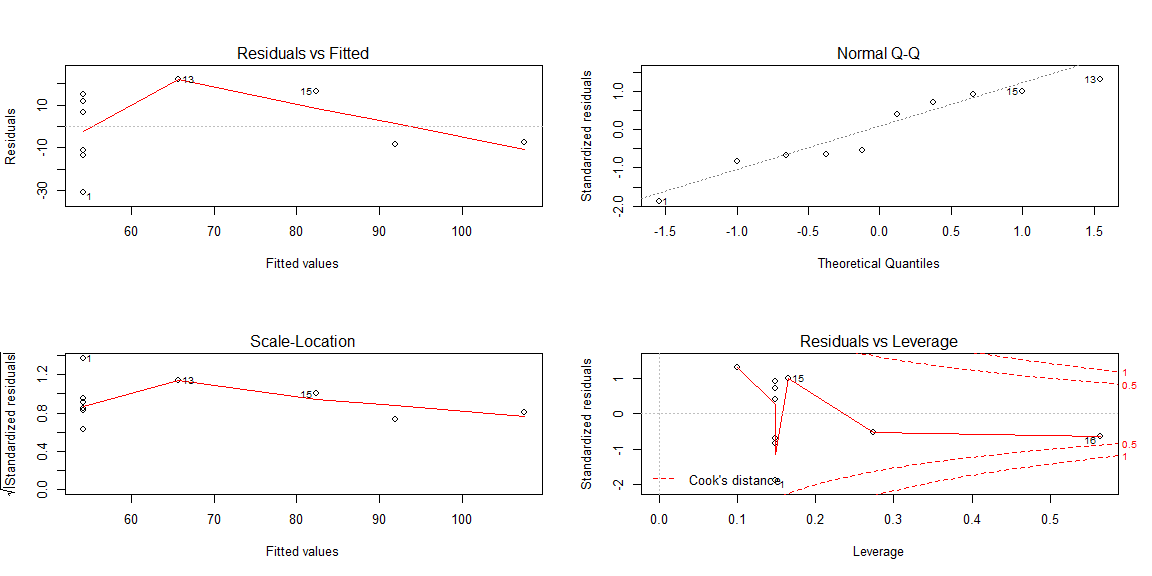 Residuals vs Fitted
Residuals
10
-10
-30
13
15
1
60 70 80 90 100
Fitted values
Normal Q-Q
Standardized residuals
1.0
0.0
-1.0
-2.0
13
15
1
-1.5 -1.0 -0.5 0.0 0.5 1.0 1.5
Theoretical Quantiles
Scale-Location
√|Standardized residuals|
1.2
0.8
0.4
0.0
1
13
15
60 70 80 90 100
Fitted values
Residuals vs Leverage
Standardized residuals
1
0
-1
-2
15
16
1
1
0.5
0.5
1
Cook's distance
0.0 0.1 0.2 0.3 0.4 0.5
Leverage